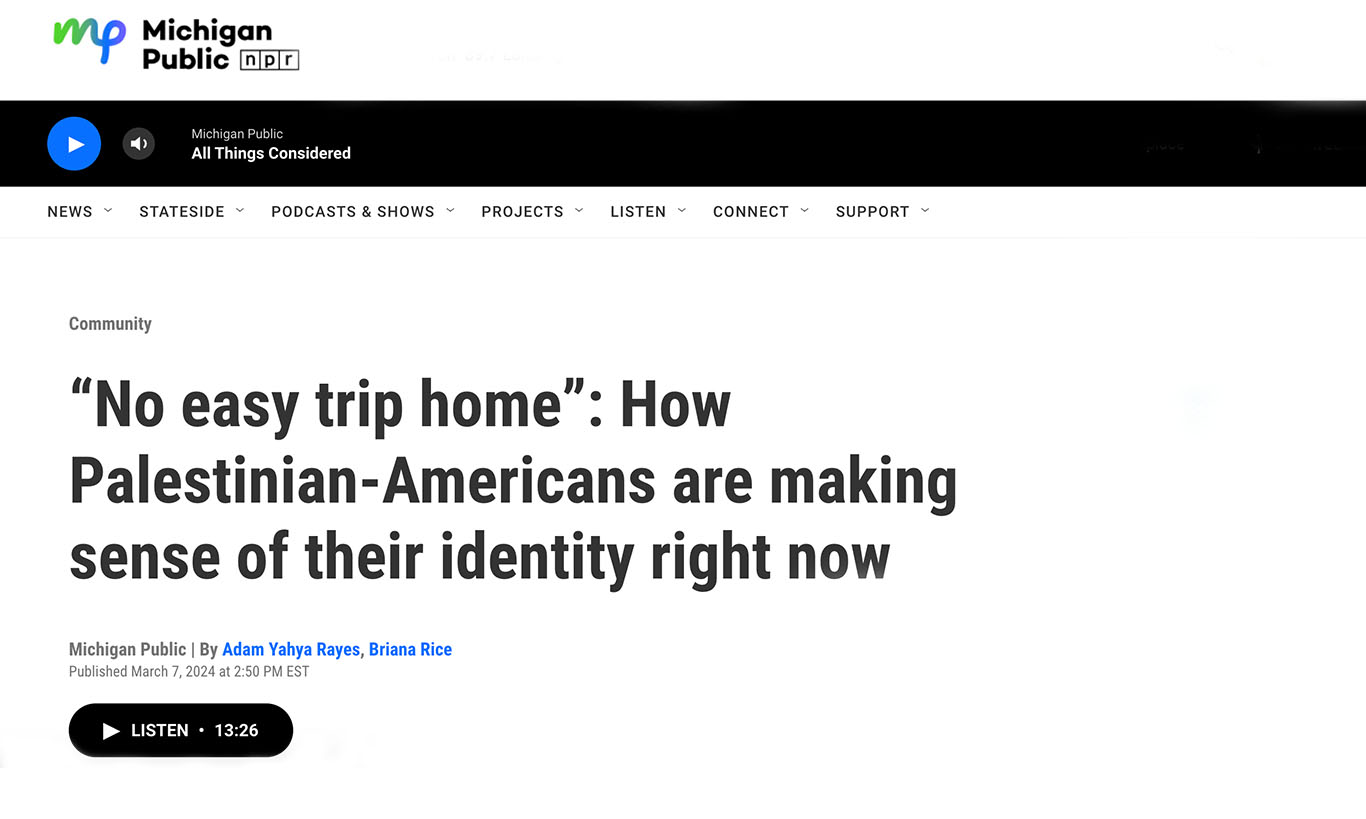 mp Michigan
Public npr
Michigan Public
All Things Considered
NEWS STATESIDE PODCASTS & SHOWS PROJECTS LISTEN CONNECT SUPPORT
Community
“No easy trip home”: How
Palestinian-Americans are making
sense of their identity right now
Michigan Public | By Adam Yahya Rayes, Briana Rice
Published March 7, 2024 at 2:50 PM EST
LISTEN • 13:26